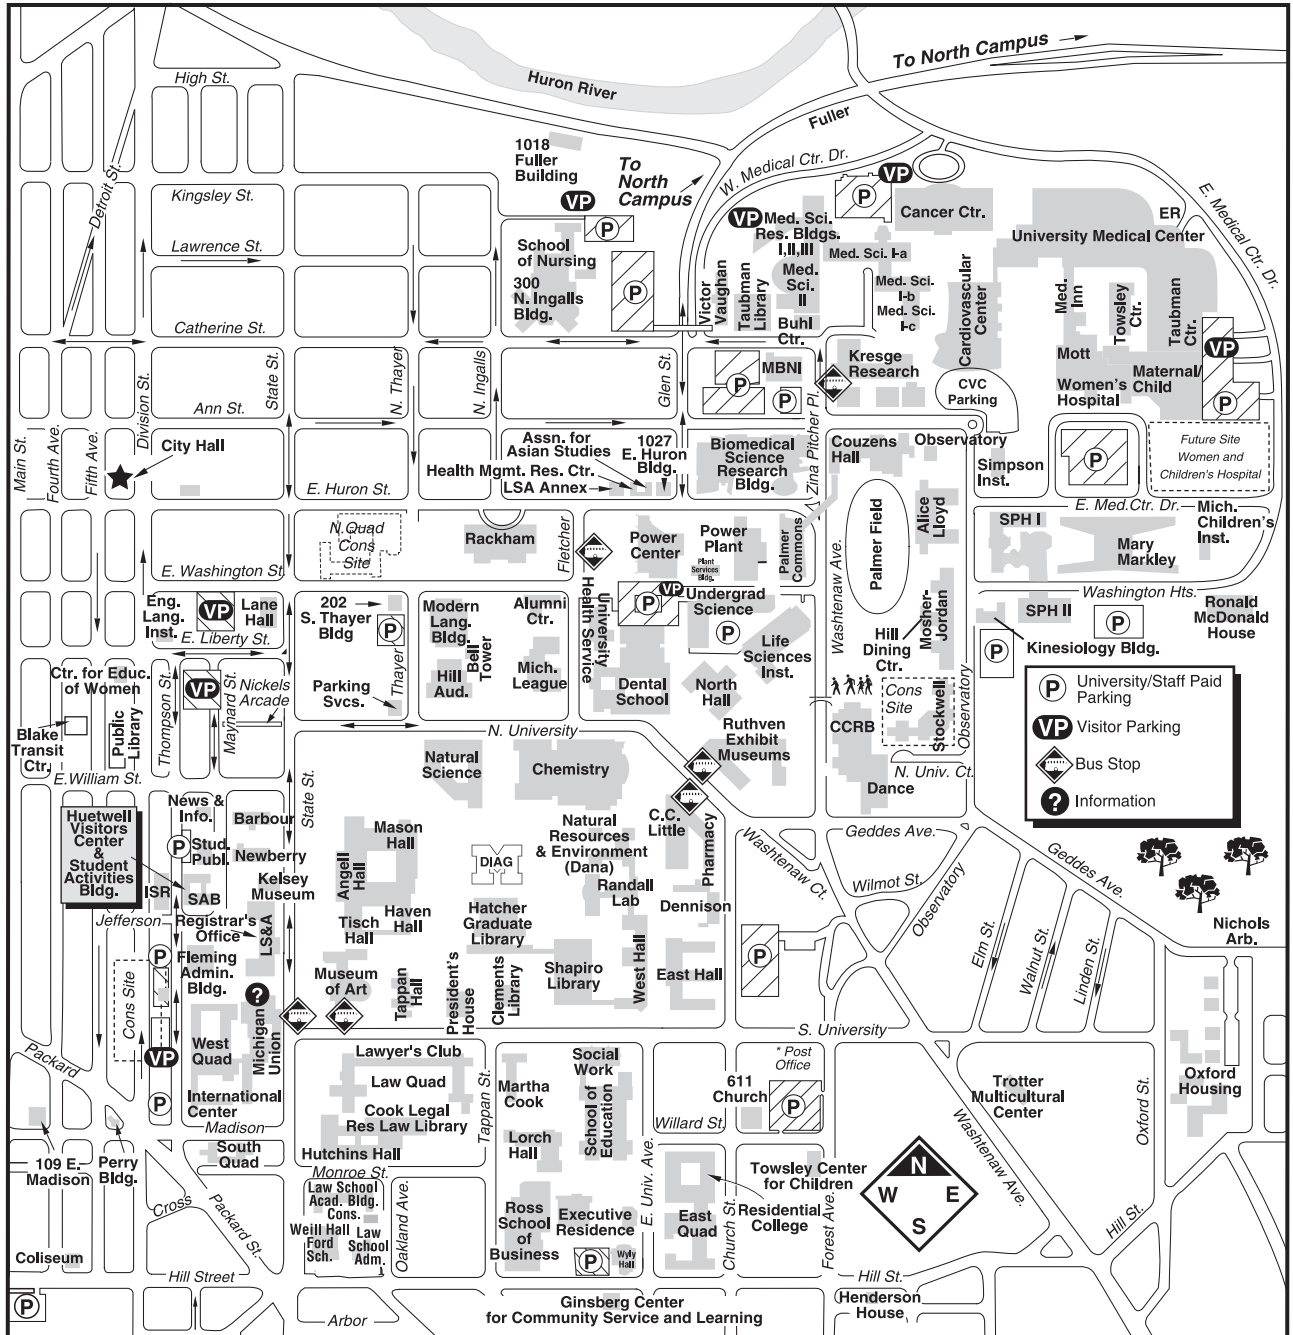 To North Campus
High St.
Huron River
Fuller
Detroit St.
1018
Fuller
Building
To
North
Campus
W. Medical Ctr. Dr.
E. Medical Ctr. Dr.
Kingsley St.
VP
P
VP
P
VP
Med. Sci.
Res. Bldgs.
I,II,III
Cancer Ctr.
ER
University Medical Center
Lawrence St.
School
of Nursing
300
N. Ingalls
Bldg.
P
Victor
Vaughan
Taubman
Library
Med.
Sci.
II
Buhl
Ctr.
Med. Sci. I-a
Med. Sci.
I-b
Med. Sci.
I-c
Cardiovascular
Center
Med.
Inn
Towsley
Ctr.
Taubman
Ctr.
Catherine St.
VP
P
MBNI
P
P
Kresge
Research
CVC
Parking
Mott
Women's
Hospital
Maternal/
Child
Ann St.
State St.
N. Thayer
N. Ingalls
Glen St.
Zina Pitcher Pl.
Main St.
Fourth Ave.
Fifth Ave.
Division St.
City Hall
Assn. for
Asian Studies
Health Mgmt. Res. Ctr.
LSA Annex
1027
E. Huron
Bldg.
Biomedical
Science
Research
Bldg.
Couzens
Hall
Observatory
Simpson
Inst.
P
Future Site
Women and
Children's Hospital
E. Huron St.
E. Med.Ctr. Dr.
Mich.
Children's
Inst.
N Quad
Cons
Site
Rackham
Fletcher
Power
Center
Power
Plant
Plant
Services
Bldg.
Palmer
Commons
Palmer Field
Alice
Lloyd
SPH I
Mary
Markley
E. Washington St.
Washington Hts.
Eng.
Lang.
Inst.
VP
Lane
Hall
202
S. Thayer
Bldg
P
Modern
Lang.
Bldg.
Bell
Tower
Alumni
Ctr.
University
Health Service
P
VP
Undergrad
Science
P
Washtenaw Ave.
Mosher-
Jordan
SPH II
P
Ronald
McDonald
House
Kinesiology Bldg.
P
E. Liberty St.
Ctr. for Educ.
of Women
Thompson St.
VP
Maynard St.
Nickels
Arcade
Parking
Svcs.
Thayer
Hill
Aud.
Mich.
League
Dental
School
North
Hall
Life
Sciences
Inst.
Hill
Dining
Ctr.
Cons
Site
Stockwell
Observatory
P University/Staff Paid
Parking
VP Visitor Parking
Bus Stop
? Information
Blake
Transit
Ctr.
Public
Library
N. University
Ruthven
Exhibit
Museums
CCRB
N. Univ. Ct.
Dance
E.William St.
State St.
Natural
Science
Chemistry
Huetwell
Visitors
Center
&
Student
Activities
Bldg.
News &
Info.
P
Stud.
Publ.
Barbour
Newberry
Kelsey
Museum
Mason
Hall
Angell
Hall
DIAG
M
Natural
Resources
& Environment
(Dana)
C.C.
Little
Pharmacy
Washtenaw Ct.
Geddes Ave.
Geddes Ave.
Wilmot St.
Observatory
ISR
SAB
Jefferson
Registrar's
Office
LS&A
Tisch
Hall
Haven
Hall
Hatcher
Graduate
Library
Randall
Lab
Dennison
Elm St.
Walnut St.
Linden St.
Nichols
Arb.
P
Fleming
Admin.
Bldg.
Cons Site
Museum
of Art
Tappan
Hall
President's
House
Clements
Library
Shapiro
Library
West Hall
East Hall
P
?
S. University
VP
West
Quad
Michigan
Union
Packard
Lawyer's Club
Law Quad
Cook Legal
Res Law Library
Hutchins Hall
Tappan St.
Martha
Cook
Social
Work
School of
Education
* Post
Office
611
Church
P
Trotter
Multicultural
Center
Oxford St.
Oxford
Housing
P
International
Center
Madison
Willard St.
Washtenaw Ave.
109 E.
Madison
Perry
Bldg.
South
Quad
Monroe St.
Lorch
Hall
E. Univ. Ave.
Towsley Center
for Children
Residential
College
N
W E
S
Cross
Packard St.
Law School
Acad. Bldg.
Cons.
Weill Hall
Ford
Sch.
Law
School
Adm.
Oakland Ave.
Ross
School of
Business
Executive
Residence
P
Wyly
Hall
East
Quad
Church St.
Forest Ave.
Hill St.
Coliseum
Hill Street
Hill St.
P
Arbor
Ginsberg Center
for Community Service and Learning
Henderson
House